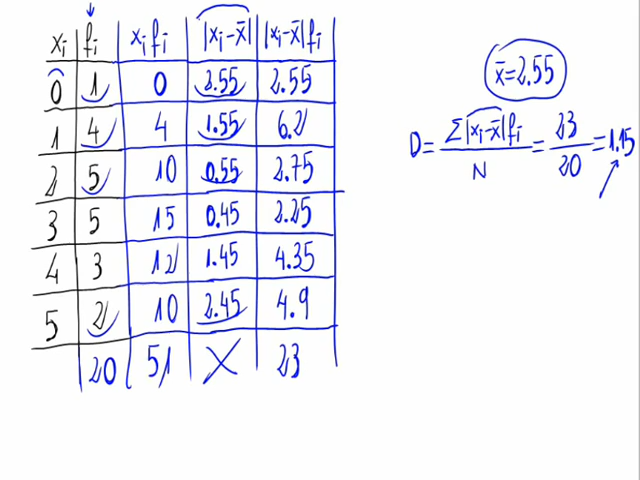 xᵢ fᵢ xᵢfᵢ |xᵢ-x̄| |xᵢ-x̄|fᵢ
0 1 0 2.55 2.55
1 4 4 1.55 6.2
2 5 10 0.55 2.75
3 5 15 0.45 2.25
4 3 12 1.45 4.35
5 2 10 2.45 4.9
20 51 X 23
x̄=2.55
D= Σ|xᵢ-x̄|fᵢ / N = 23 / 20 = 1.15